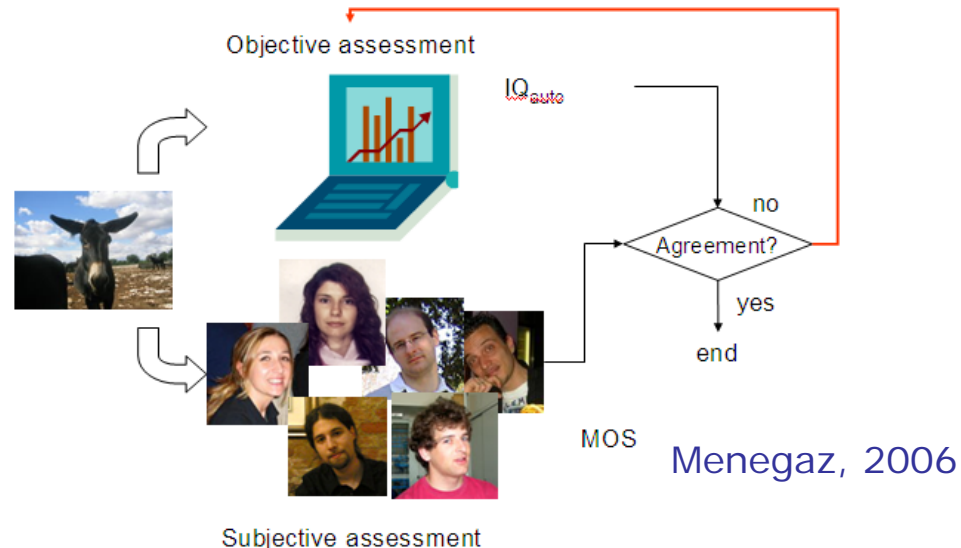 Objective assessment
IQauto
no
Agreement?
yes
end
MOS
Menegaz, 2006
Subjective assessment